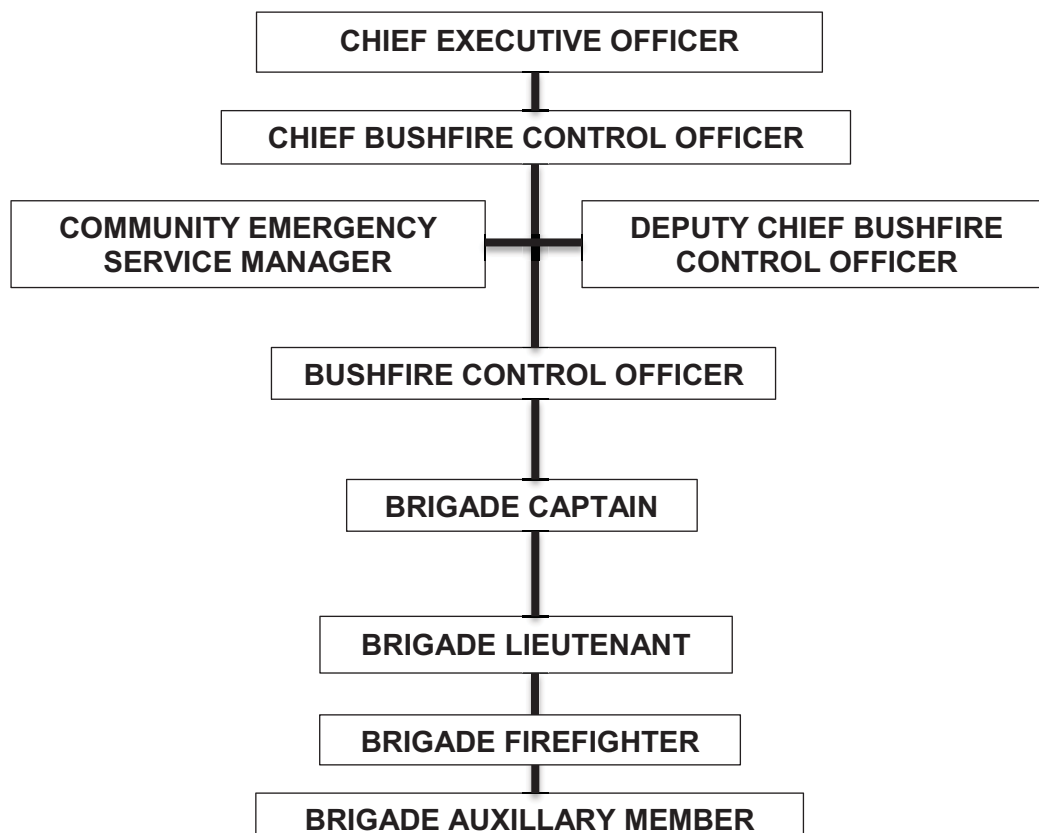 CHIEF EXECUTIVE OFFICER
CHIEF BUSHFIRE CONTROL OFFICER
COMMUNITY EMERGENCY
SERVICE MANAGER
DEPUTY CHIEF BUSHFIRE
CONTROL OFFICER
BUSHFIRE CONTROL OFFICER
BRIGADE CAPTAIN
BRIGADE LIEUTENANT
BRIGADE FIREFIGHTER
BRIGADE AUXILLARY MEMBER